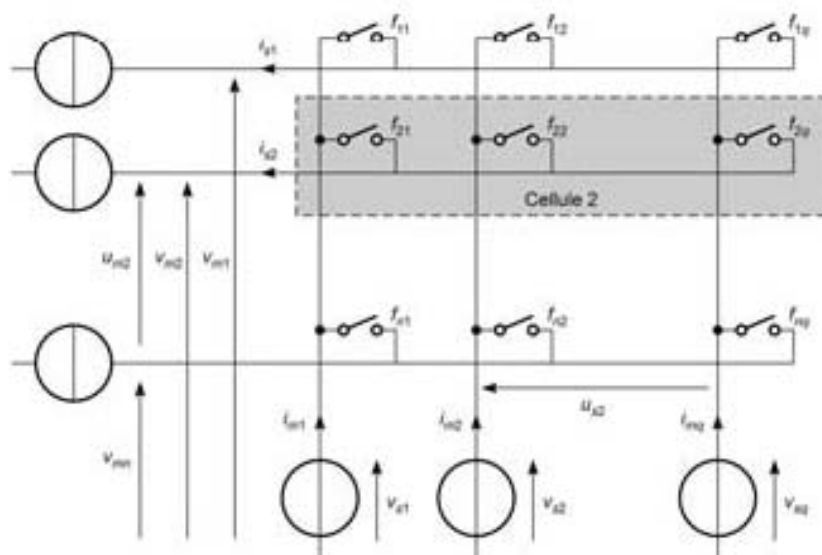 f11 f12 f1q
is1
f21 f22 f2q
is2
Cellule 2
um2 vm2 vm1
fn1 fn2 fnq
us2
im1 im2 imq
vmn
vs1 vs2 vsq